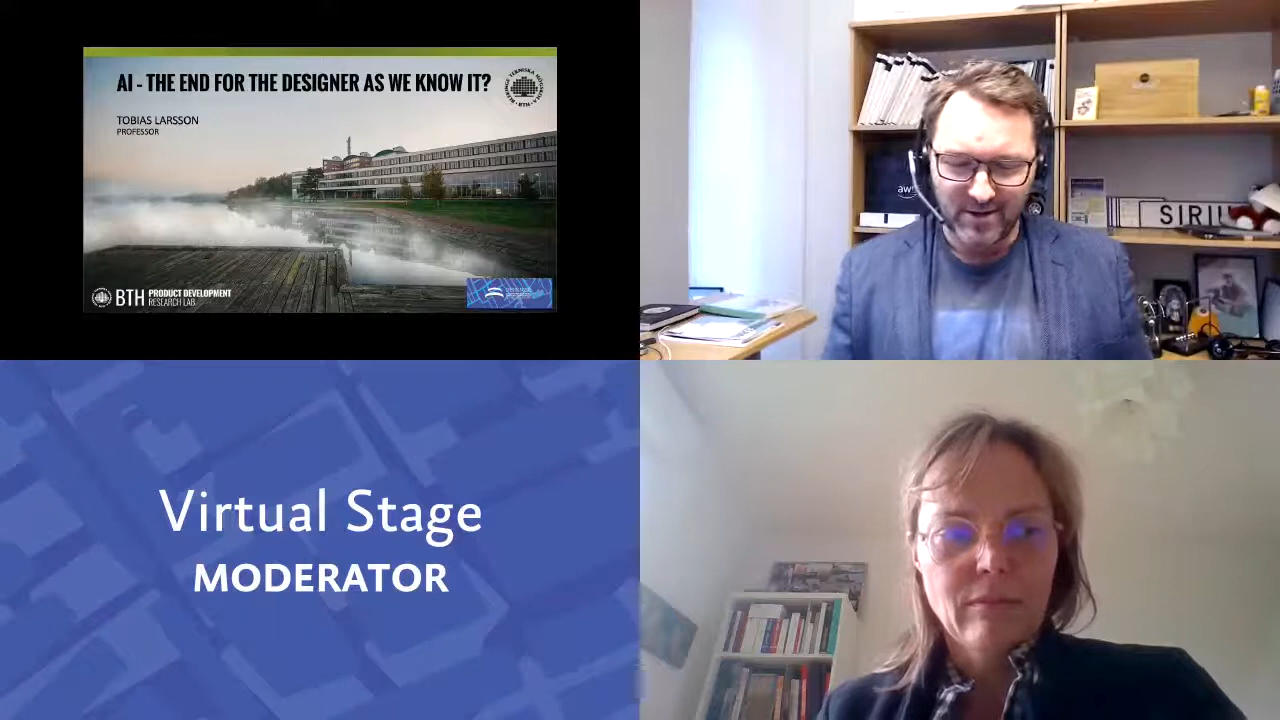 AI - THE END FOR THE DESIGNER AS WE KNOW IT?
TOBIAS LARSSON
PROFESSOR
BTH PRODUCT DEVELOPMENT
RESEARCH LAB
aws
SIRIU
Virtual Stage
MODERATOR